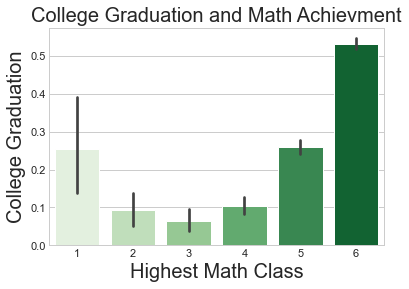 College Graduation and Math Achievment
College Graduation
0.5
0.4
0.3
0.2
0.1
0.0
1 2 3 4 5 6
Highest Math Class